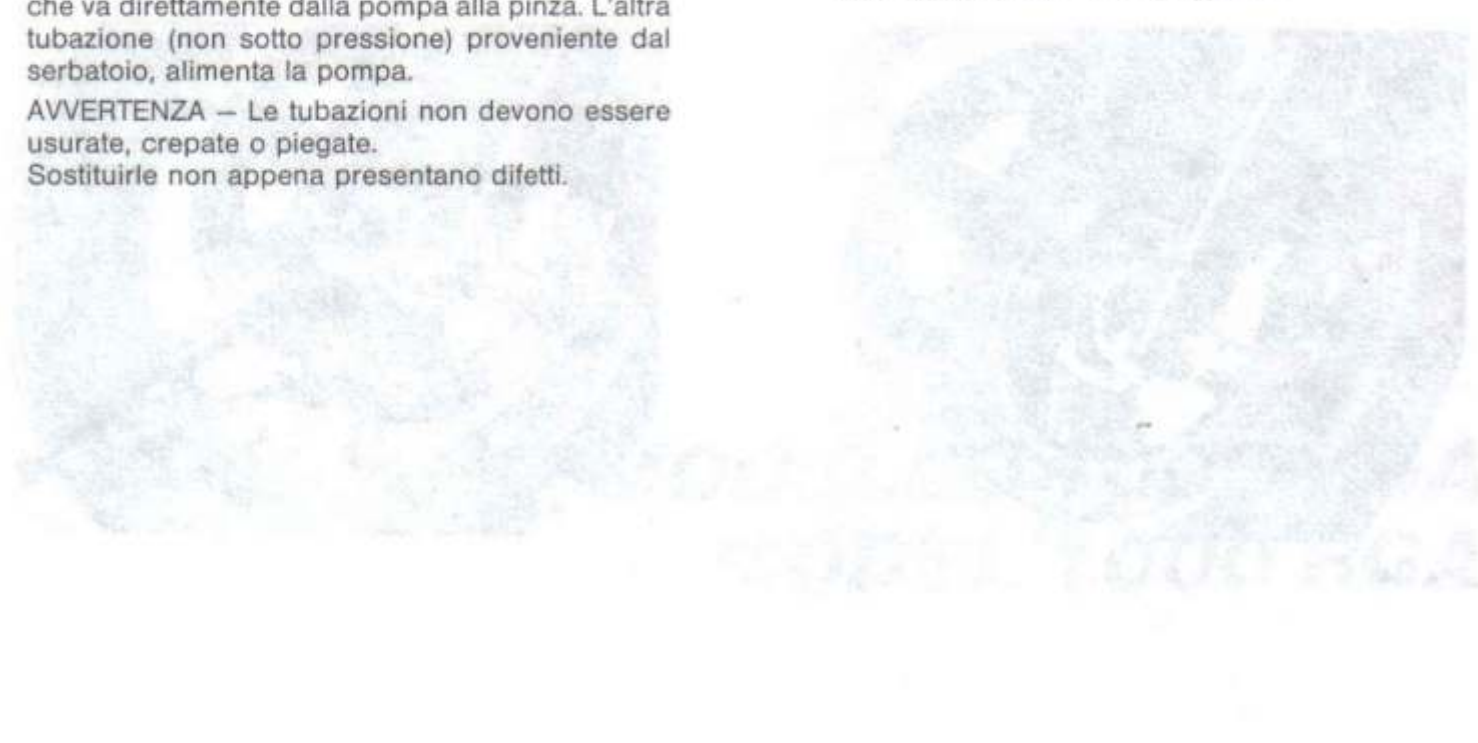 che va direttamente dalla pompa alla pinza. L'altra
tubazione (non sotto pressione) proveniente dal
serbatoio, alimenta la pompa.
AVVERTENZA — Le tubazioni non devono essere
usurate, crepate o piegate.
Sostituirle non appena presentano difetti.